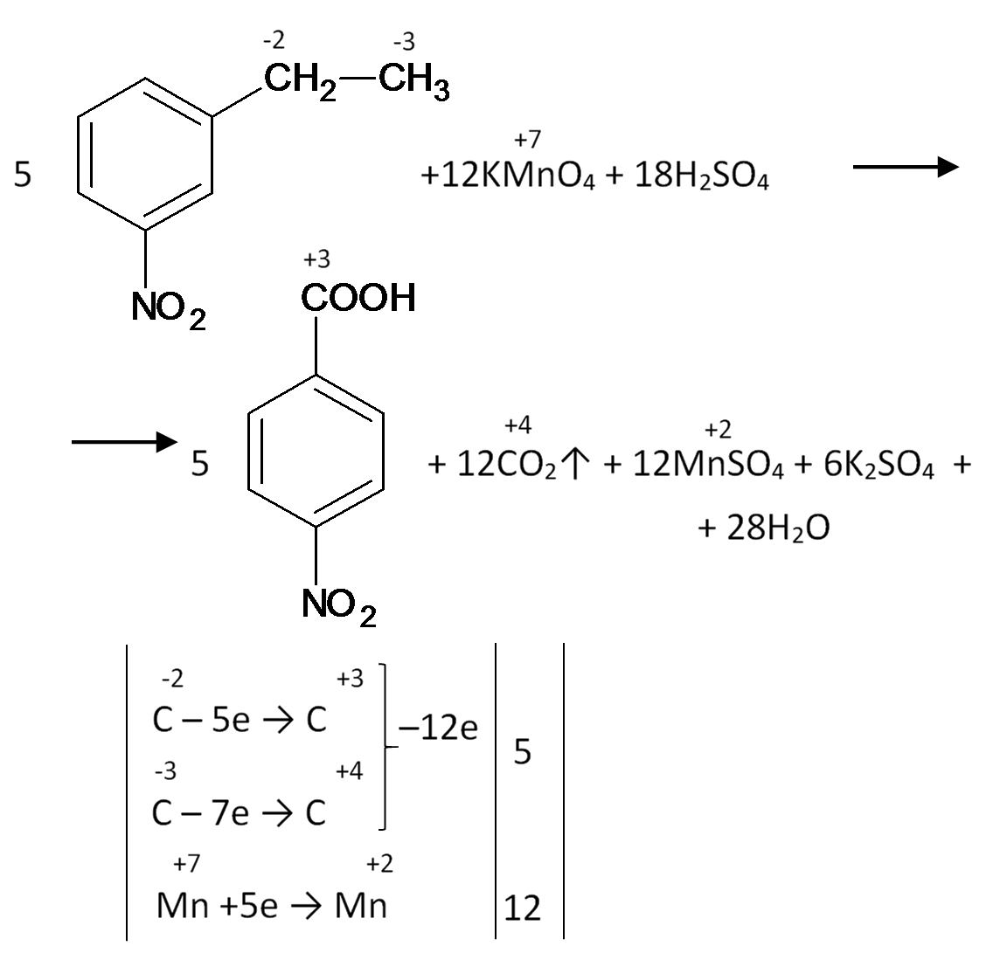 -2 -3
CH₂—CH₃
+7
5 +12KMnO₄ + 18H₂SO₄ →
NO₂
+3
COOH
+4 +2
→ 5 + 12CO₂↑ + 12MnSO₄ + 6K₂SO₄ +
+ 28H₂O
NO₂
-2 +3
C – 5e → C
–12e 5
-3 +4
C – 7e → C
+7 +2
Mn +5e → Mn 12